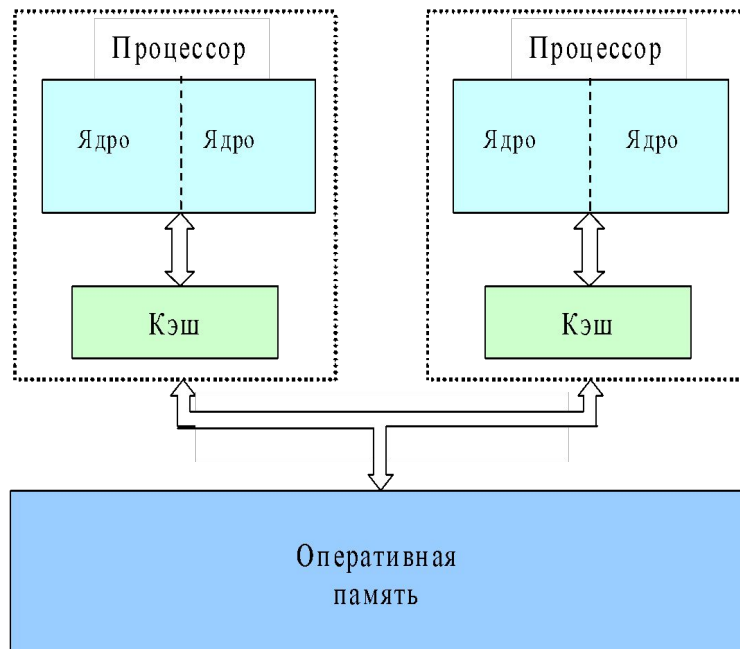 Процессор
Процессор
Ядро
Ядро
Ядро
Ядро
Кэш
Кэш
Оперативная
память